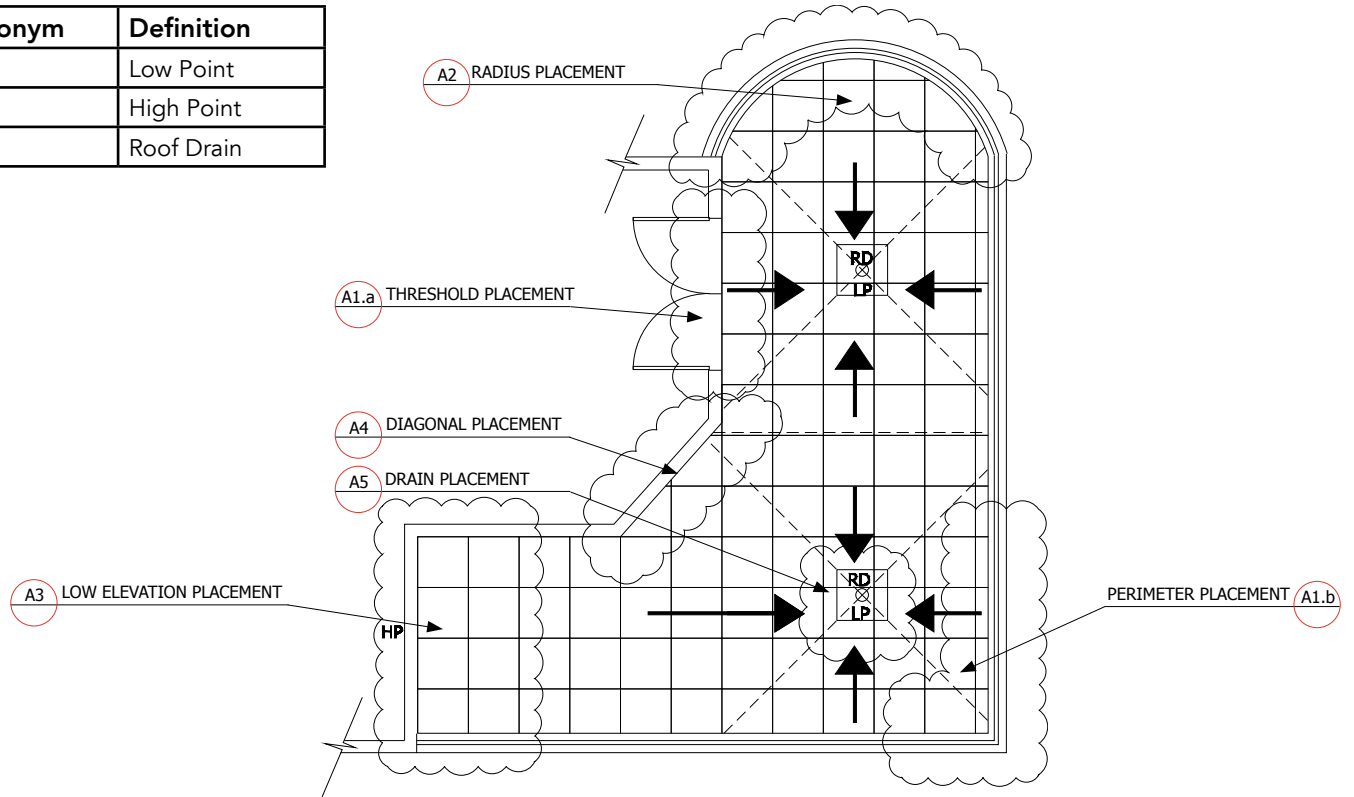 onym Definition
Low Point
High Point
Roof Drain
A2 RADIUS PLACEMENT
RD
LP
A1.a THRESHOLD PLACEMENT
A4 DIAGONAL PLACEMENT
A5 DRAIN PLACEMENT
RD
LP
A3 LOW ELEVATION PLACEMENT
PERIMETER PLACEMENT A1.b
HP